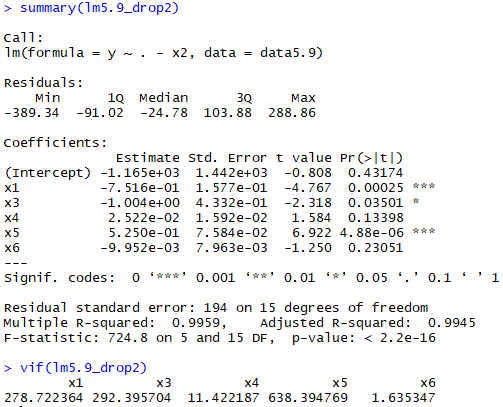 > summary(lm5.9_drop2)
Call:
lm(formula = y ~ . - x2, data = data5.9)
Residuals:
    Min      1Q  Median      3Q     Max
-389.34  -91.02  -24.78  103.88  288.86
Coefficients:
              Estimate Std. Error t value Pr(>|t|)
(Intercept) -1.165e+03  1.442e+03  -0.808  0.43174
x1          -7.516e-01  1.577e-01  -4.767  0.00025 ***
x3          -1.004e+00  4.332e-01  -2.318  0.03501 *
x4           2.522e-02  1.592e-02   1.584  0.13398
x5           5.250e-01  7.584e-02   6.922 4.88e-06 ***
x6          -9.952e-03  7.963e-03  -1.250  0.23051
---
Signif. codes:  0 ‘***’ 0.001 ‘**’ 0.01 ‘*’ 0.05 ‘.’ 0.1 ‘ ’ 1
Residual standard error: 194 on 15 degrees of freedom
Multiple R-squared:  0.9959,    Adjusted R-squared:  0.9945
F-statistic: 724.8 on 5 and 15 DF,  p-value: < 2.2e-16
> vif(lm5.9_drop2)
        x1         x3         x4         x5         x6
278.722364 292.395704  11.422187 638.394769   1.635347